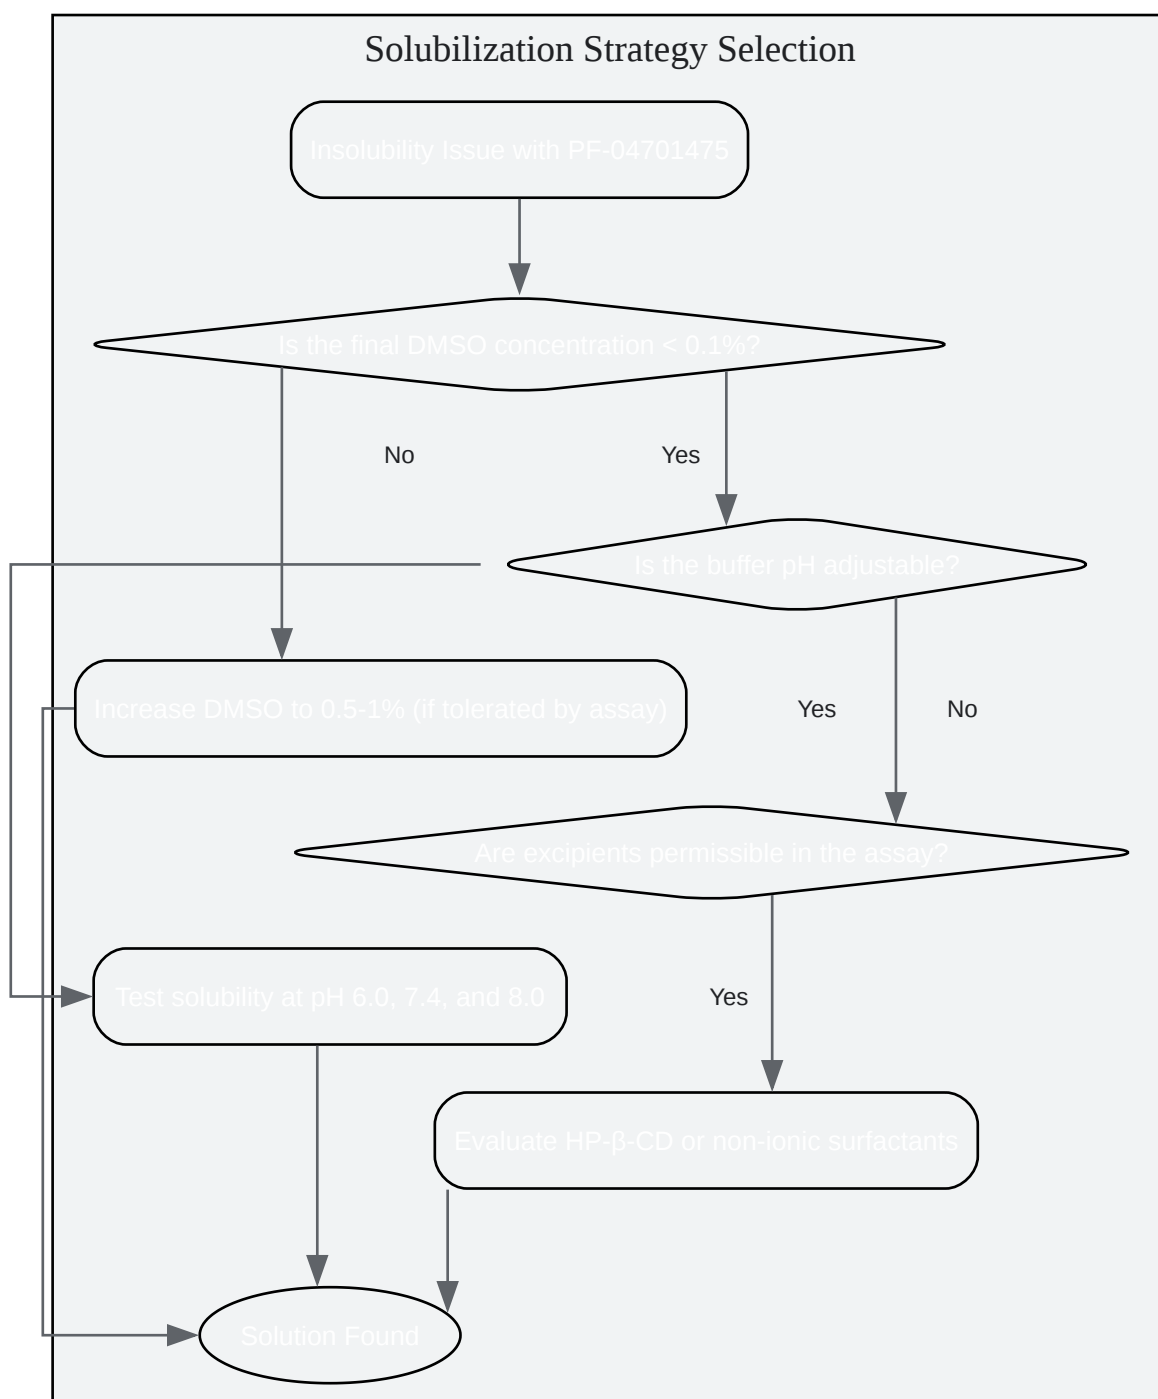 Solubilization Strategy Selection
Insolubility Issue with PF-04701475
Is the final DMSO concentration < 0.1%?
No
Yes
Is the buffer pH adjustable?
Increase DMSO to 0.5-1% (if tolerated by assay)
Yes
No
Are excipients permissible in the assay?
Test solubility at pH 6.0, 7.4, and 8.0
Yes
Evaluate HP-β-CD or non-ionic surfactants
Solution Found